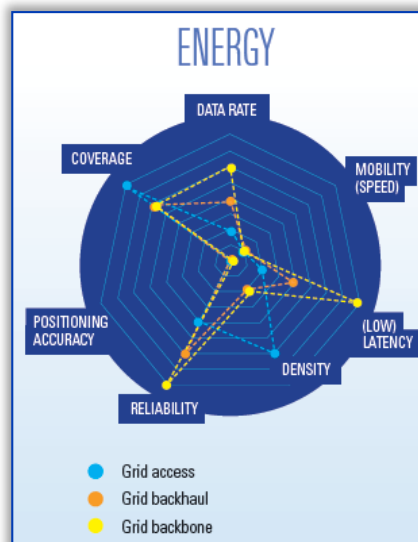 ENERGY
DATA RATE
COVERAGE
MOBILITY
(SPEED)
POSITIONING
ACCURACY
(LOW)
LATENCY
DENSITY
RELIABILITY
Grid access
Grid backhaul
Grid backbone